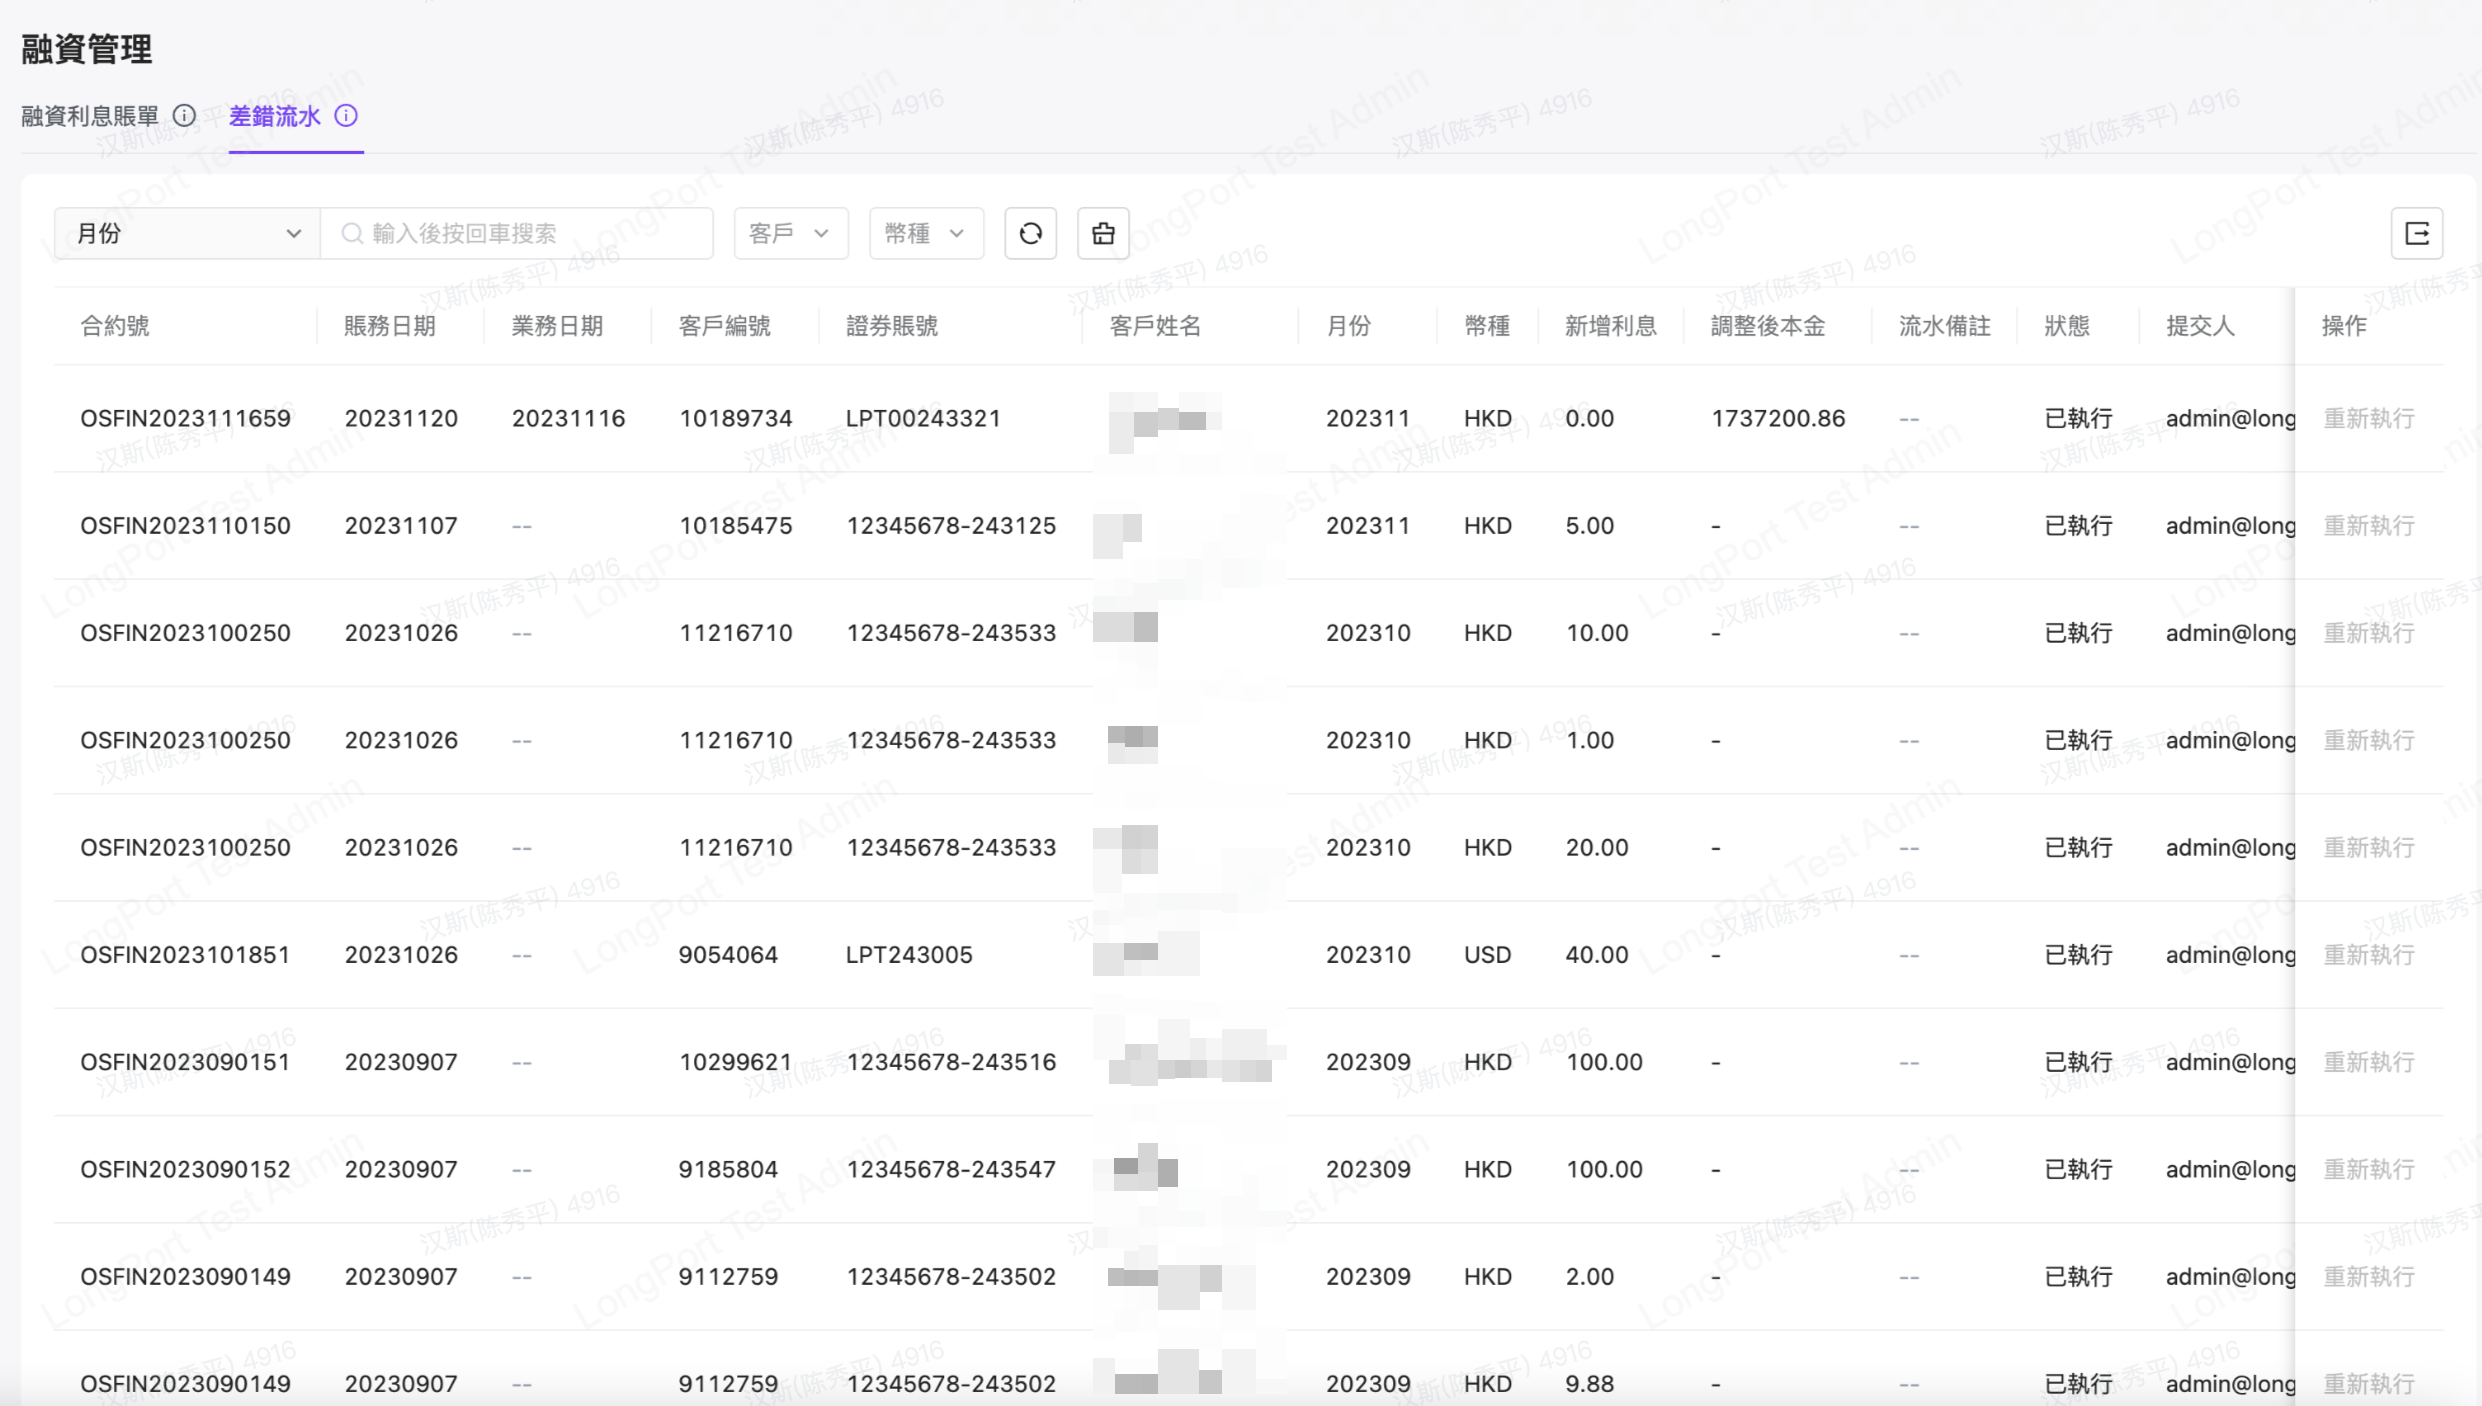 融資管理
融資利息賬單 差錯流水
月份 輸入後按回車搜索 客戶 幣種
合約號 賬務日期 業務日期 客戶編號 證券賬號 客戶姓名 月份 幣種 新增利息 調整後本金 流水備註 狀態 提交人 操作
OSFIN2023111659 20231120 20231116 10189734 LPT00243321 202311 HKD 0.00 1737200.86 -- 已執行 admin@long 重新執行
OSFIN2023110150 20231107 -- 10185475 12345678-243125 202311 HKD 5.00 - -- 已執行 admin@long 重新執行
OSFIN2023100250 20231026 -- 11216710 12345678-243533 202310 HKD 10.00 - -- 已執行 admin@long 重新執行
OSFIN2023100250 20231026 -- 11216710 12345678-243533 202310 HKD 1.00 - -- 已執行 admin@long 重新執行
OSFIN2023100250 20231026 -- 11216710 12345678-243533 202310 HKD 20.00 - -- 已執行 admin@long 重新執行
OSFIN2023101851 20231026 -- 9054064 LPT243005 202310 USD 40.00 - -- 已執行 admin@long 重新執行
OSFIN2023090151 20230907 -- 10299621 12345678-243516 202309 HKD 100.00 - -- 已執行 admin@long 重新執行
OSFIN2023090152 20230907 -- 9185804 12345678-243547 202309 HKD 100.00 - -- 已執行 admin@long 重新執行
OSFIN2023090149 20230907 -- 9112759 12345678-243502 202309 HKD 2.00 - -- 已執行 admin@long 重新執行
OSFIN2023090149 20230907 -- 9112759 12345678-243502 202309 HKD 9.88 - -- 已執行 admin@long 重新執行
LongPort Test Admin
汉斯(陈秀平) 4916